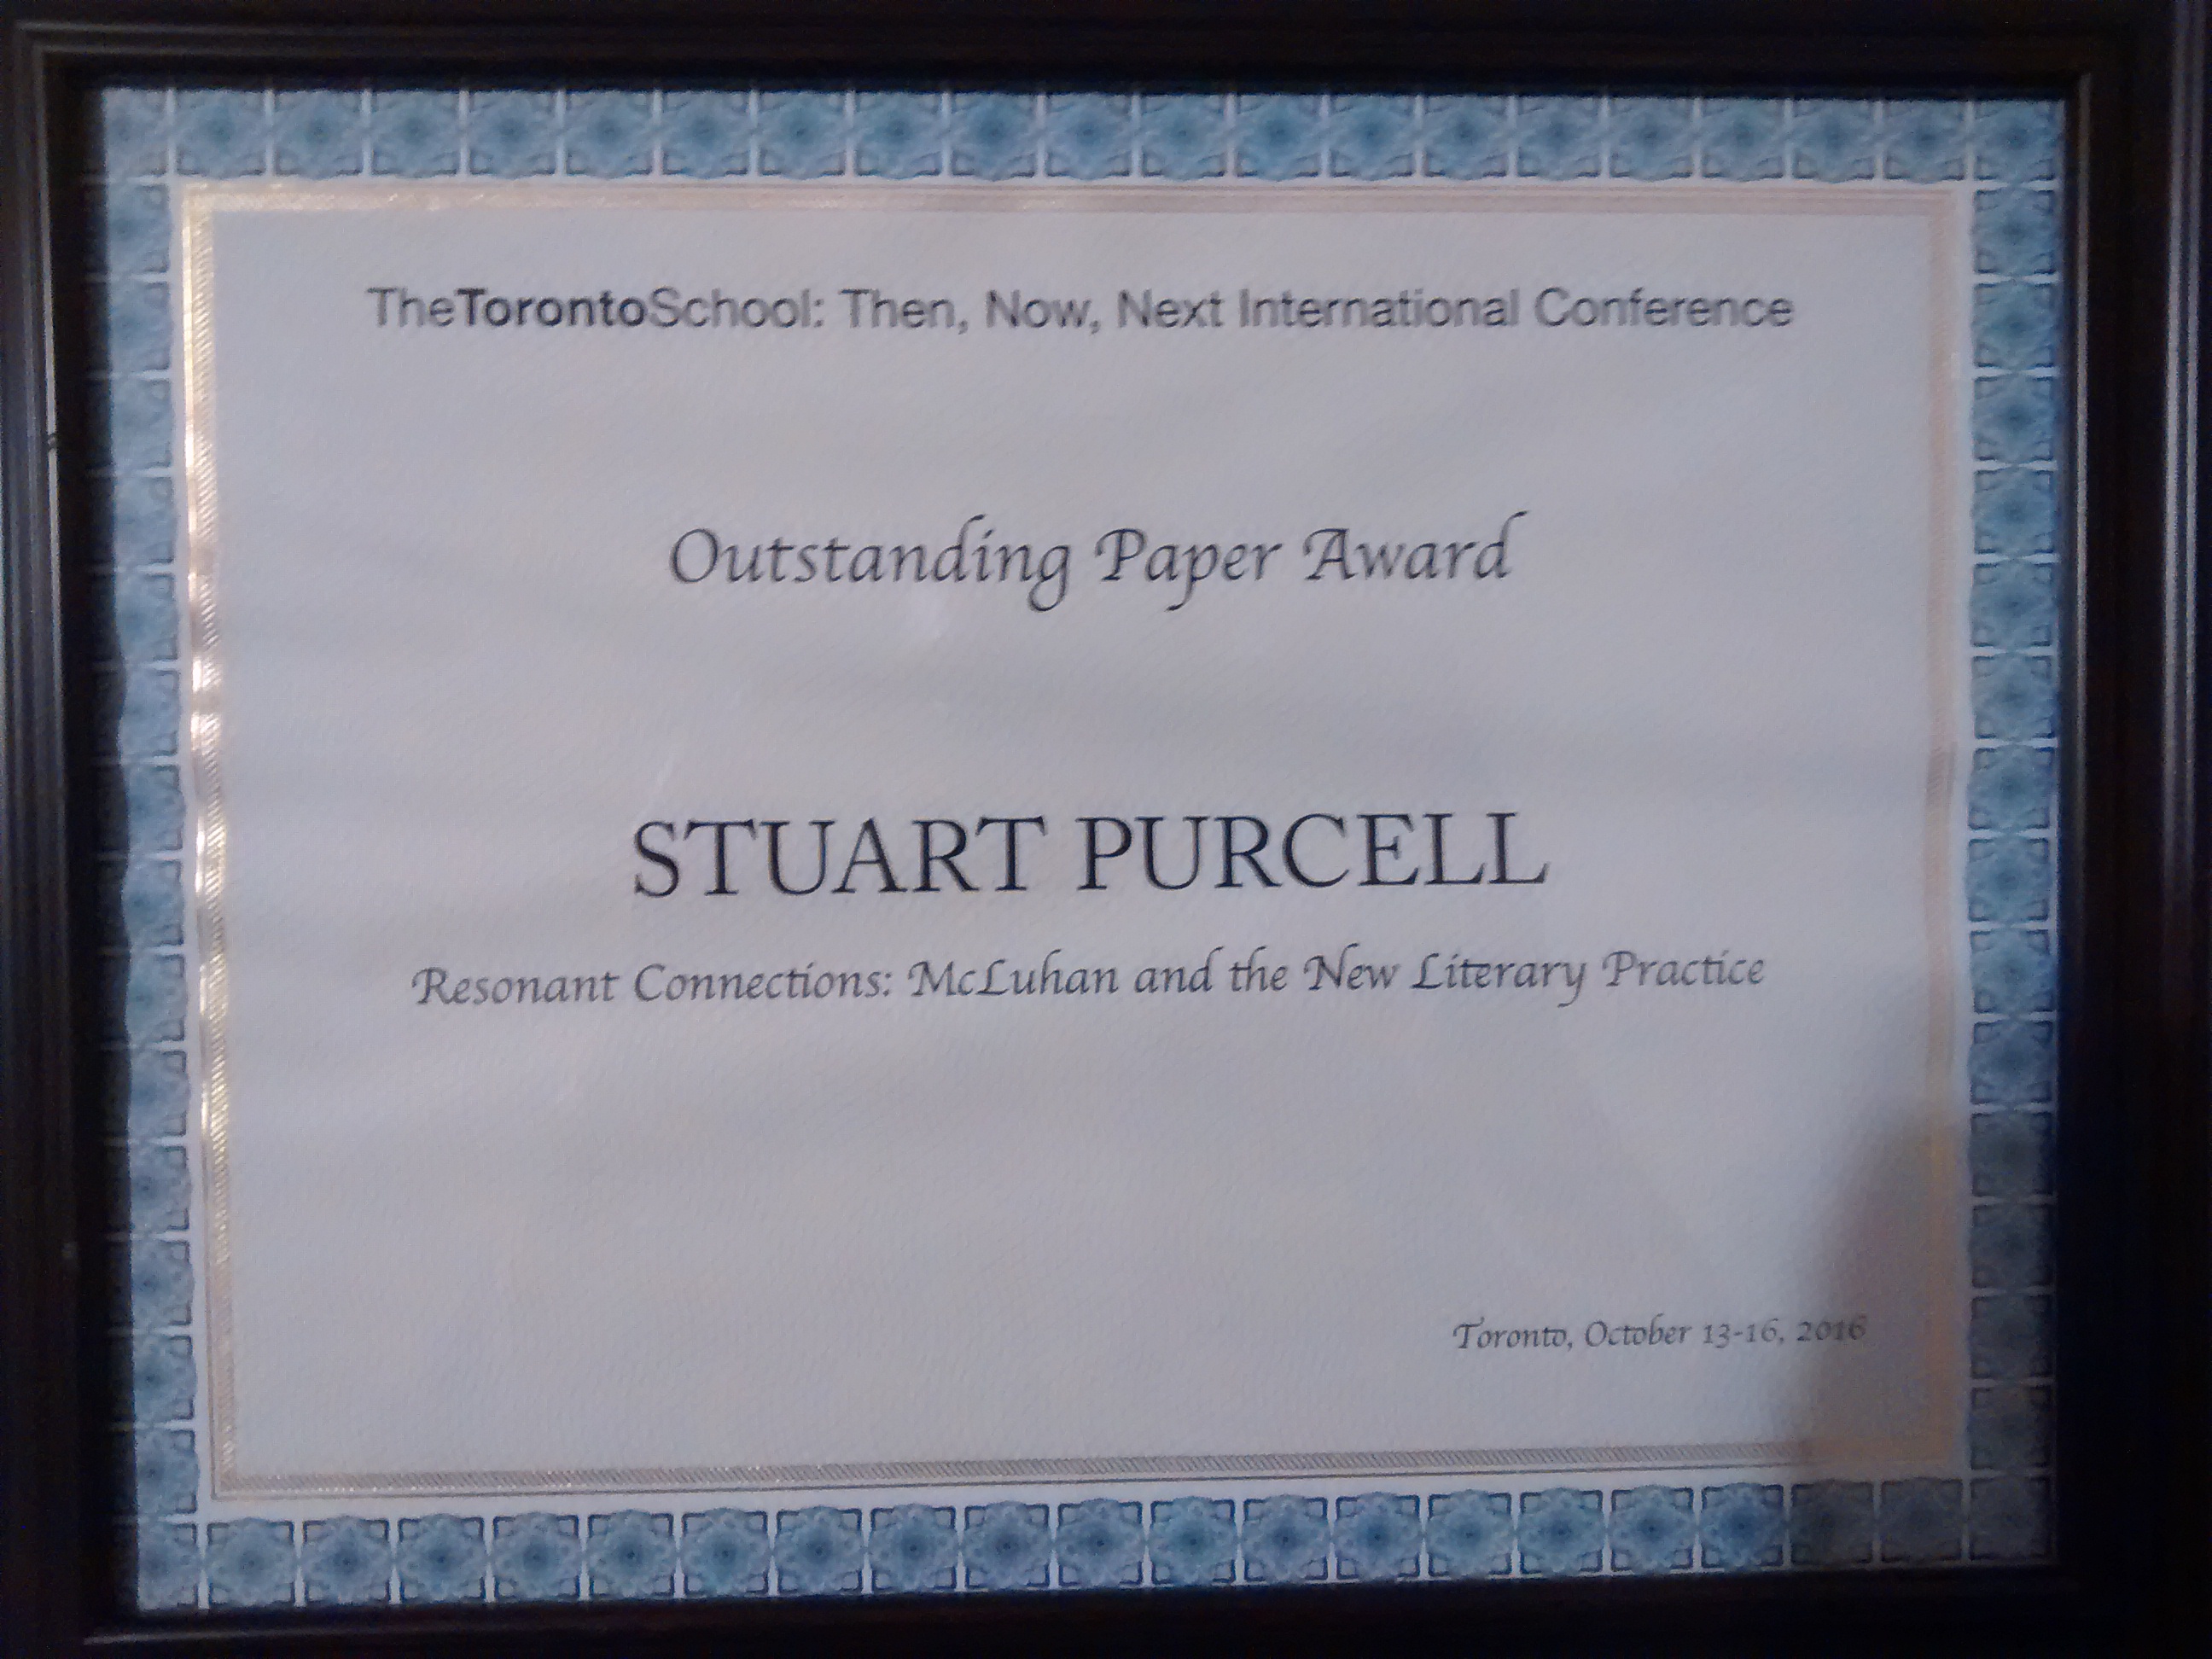 TheTorontoSchool: Then, Now, Next International Conference
Outstanding Paper Award
STUART PURCELL
Resonant Connections: McLuhan and the New Literary Practice
Toronto, October 13-16, 2016